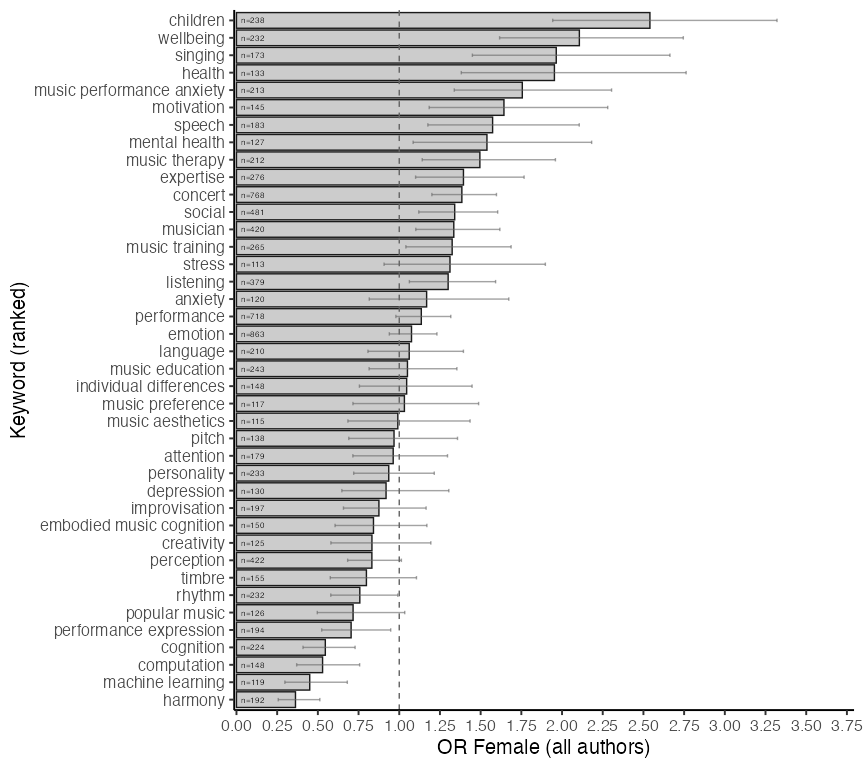 children n=238
wellbeing n=232
singing n=173
health n=133
music performance anxiety n=213
motivation n=145
speech n=183
mental health n=127
music therapy n=212
expertise n=276
concert n=768
social n=481
musician n=420
music training n=265
stress n=113
listening n=379
anxiety n=120
performance n=718
emotion n=863
language n=210
music education n=243
individual differences n=148
music preference n=117
music aesthetics n=115
pitch n=138
attention n=179
personality n=233
depression n=130
improvisation n=197
embodied music cognition n=150
creativity n=125
perception n=422
timbre n=155
rhythm n=232
popular music n=126
performance expression n=194
cognition n=224
computation n=148
machine learning n=119
harmony n=192
Keyword (ranked)
0.00 0.25 0.50 0.75 1.00 1.25 1.50 1.75 2.00 2.25 2.50 2.75 3.00 3.25 3.50 3.75
OR Female (all authors)